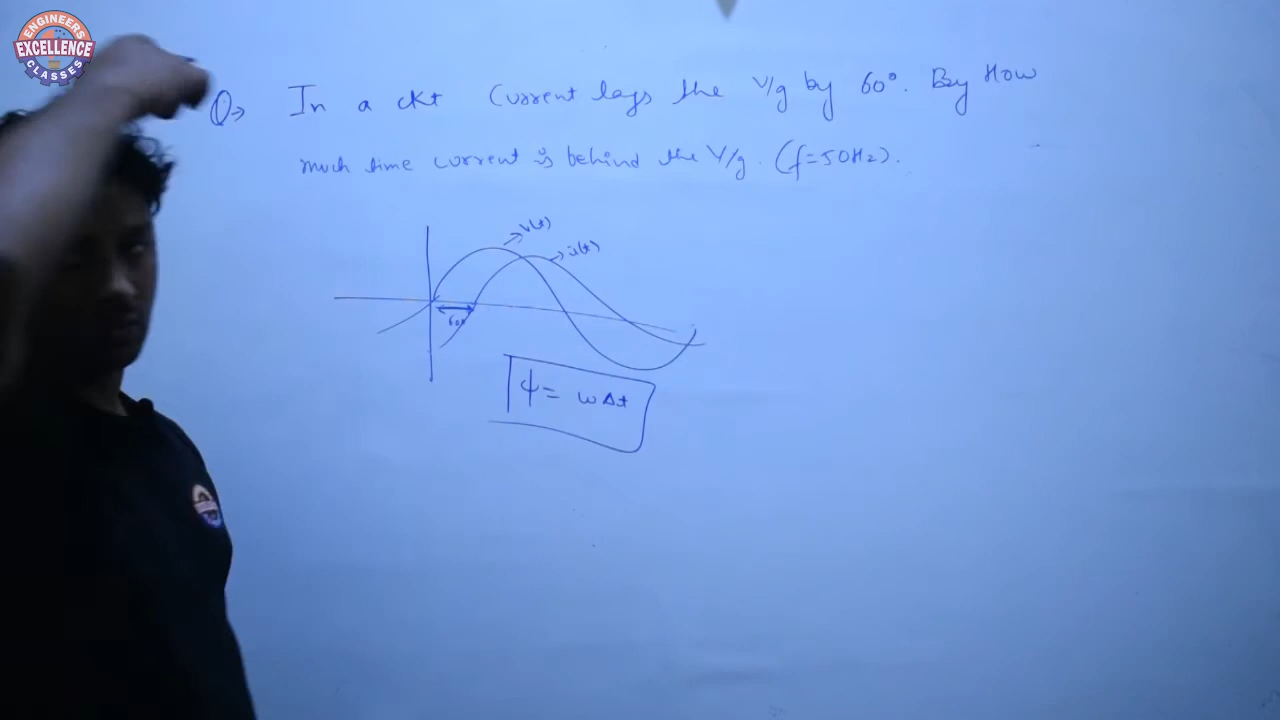 ENGINEERS
EXCELLENCE
CLASSES
Q→ In a ckt Current lags the V/g by 60°. By How
much time current is behind the V/g. (f=50Hz).
V(t)
i(t)
60°
ϕ = ωΔt